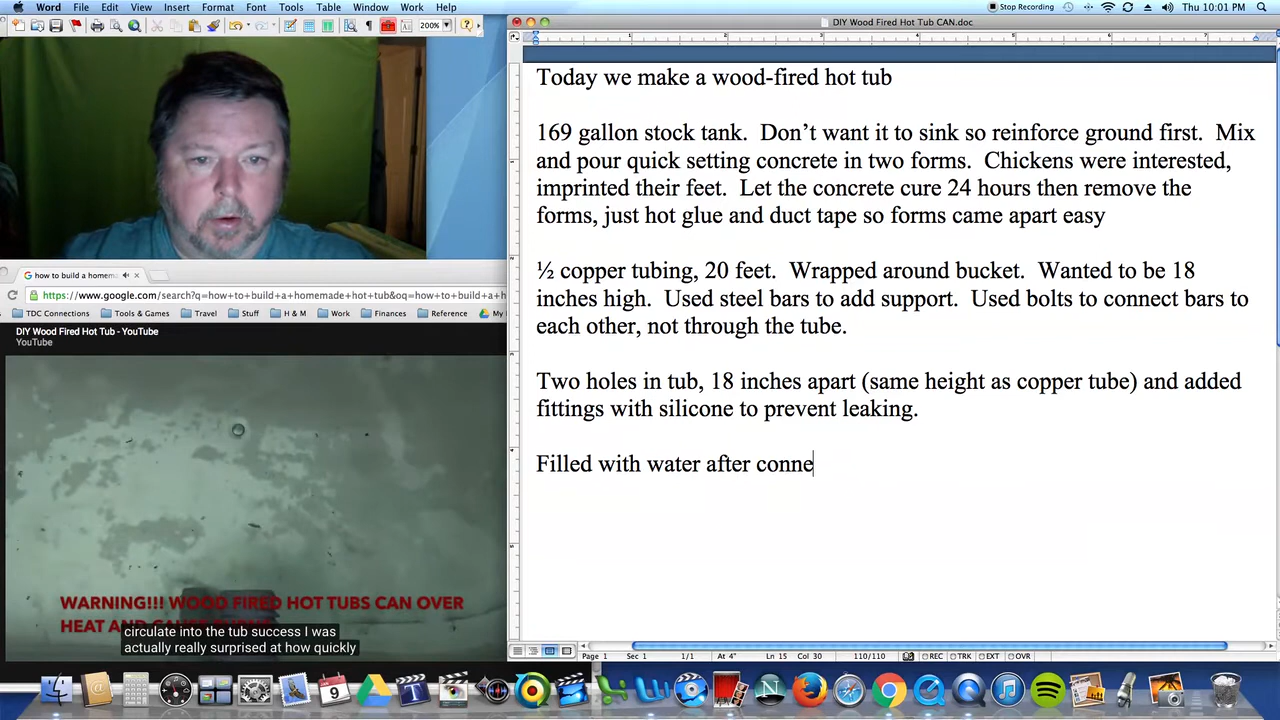 Word File Edit View Insert Format Font Tools Table Window Work Help
Stop Recording Thu 10:01 PM
200%
DIY Wood Fired Hot Tub CAN.doc
Today we make a wood-fired hot tub
169 gallon stock tank. Don’t want it to sink so reinforce ground first. Mix
and pour quick setting concrete in two forms. Chickens were interested,
imprinted their feet. Let the concrete cure 24 hours then remove the
forms, just hot glue and duct tape so forms came apart easy
½ copper tubing, 20 feet. Wrapped around bucket. Wanted to be 18
inches high. Used steel bars to add support. Used bolts to connect bars to
each other, not through the tube.
Two holes in tub, 18 inches apart (same height as copper tube) and added
fittings with silicone to prevent leaking.
Filled with water after conne
how to build a homema
https://www.google.com/search?q=how+to+build+a+homemade+hot+tub&oq=how+to+build+a+h
TDC Connections Tools & Games Travel Stuff H & M Work Finances Reference My
DIY Wood Fired Hot Tub - YouTube
YouTube
WARNING!!! WOOD FIRED HOT TUBS CAN OVER
HEAT AND
circulate into the tub success I was
actually really surprised at how quickly
Page 1 Sec 1 1/1 At 4" Ln 15 Col 30 110/110 REC TRK EXT OVR